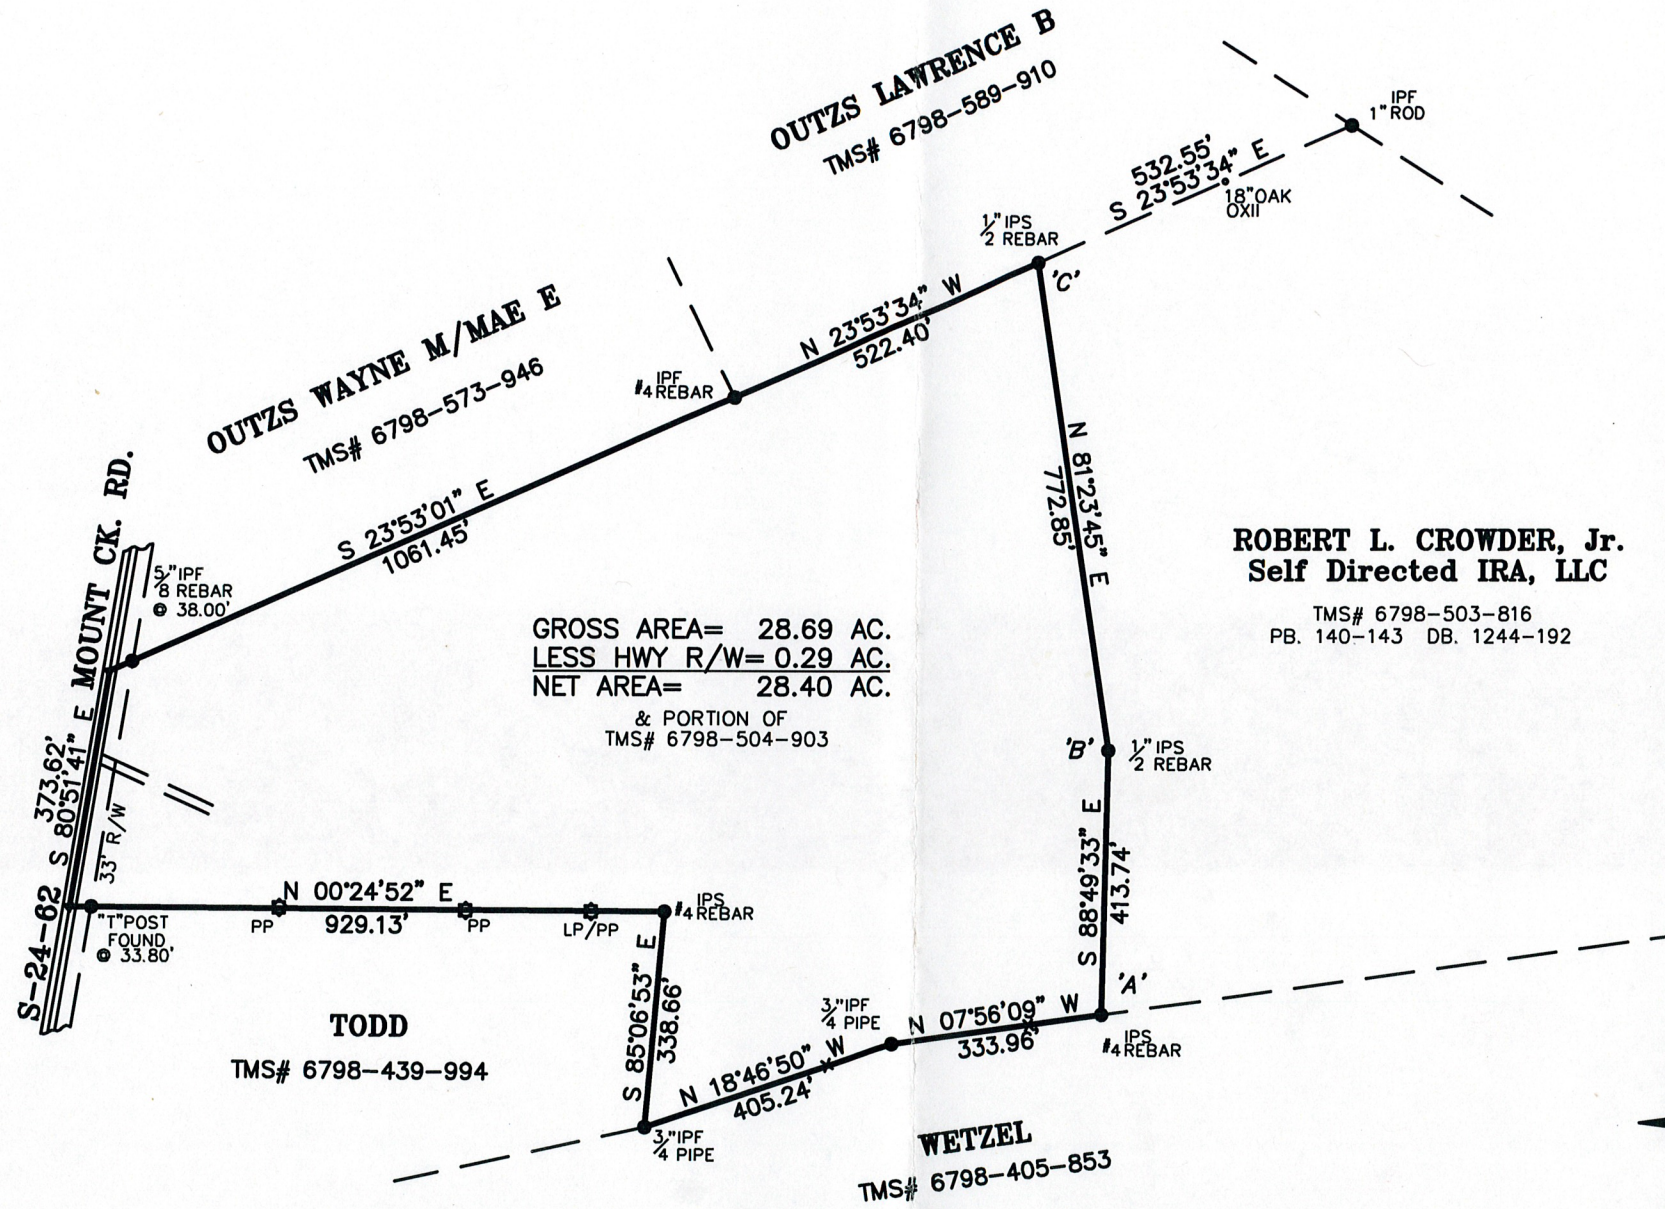 OUTZS LAWRENCE B
TMS# 6798-589-910
IPF
1" ROD
532.55'
S 23°53'34" E
18"OAK
OXII
1/2" IPS
REBAR
'C'
N 23°53'34" W
522.40'
OUTZS WAYNE M/MAE E
TMS# 6798-573-946
IPF
#4 REBAR
S 23°53'01" E
1061.45'
N 81°23'45" E
772.85'
ROBERT L. CROWDER, Jr.
Self Directed IRA, LLC
TMS# 6798-503-816
PB. 140-143 DB. 1244-192
5/8" IPF
REBAR
@ 38.00'
S-24-62 MOUNT CK. RD.
373.62'
S 80°51'41" E
33' R/W
GROSS AREA= 28.69 AC.
LESS HWY R/W= 0.29 AC.
NET AREA= 28.40 AC.
& PORTION OF
TMS# 6798-504-903
'B'
1/2" IPS
REBAR
S 88°49'33" E
413.74'
N 00°24'52" E
929.13'
PP
PP
LP/PP
IPS
#4 REBAR
"T"POST
FOUND
@ 33.80'
S 85°06'53" E
338.66'
TODD
TMS# 6798-439-994
3/4" IPF
PIPE
N 07°56'09" W
333.96'
'A'
IPS
#4 REBAR
N 18°46'50" W
405.24'
3/4" IPF
PIPE
WETZEL
TMS# 6798-405-853